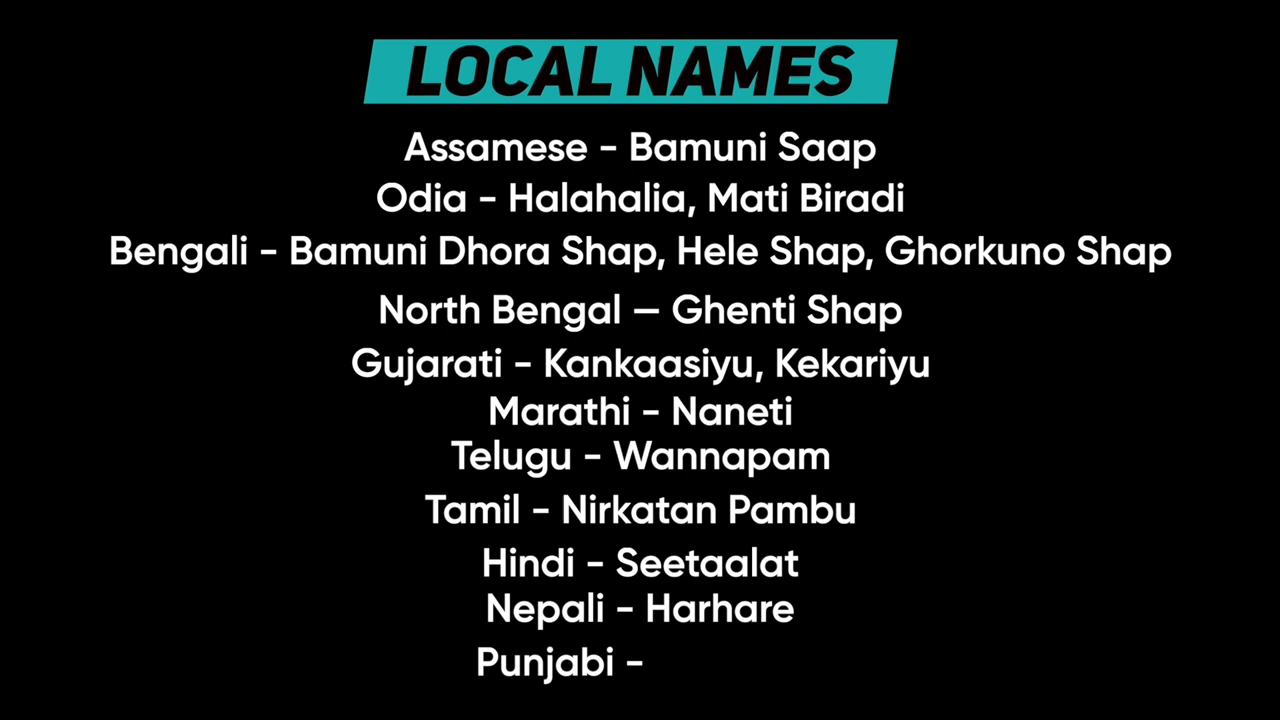 LOCAL NAMES
Assamese - Bamuni Saap
Odia - Halahalia, Mati Biradi
Bengali - Bamuni Dhora Shap, Hele Shap, Ghorkuno Shap
North Bengal — Ghenti Shap
Gujarati - Kankaasiyu, Kekariyu
Marathi - Naneti
Telugu - Wannapam
Tamil - Nirkatan Pambu
Hindi - Seetaalat
Nepali - Harhare
Punjabi -